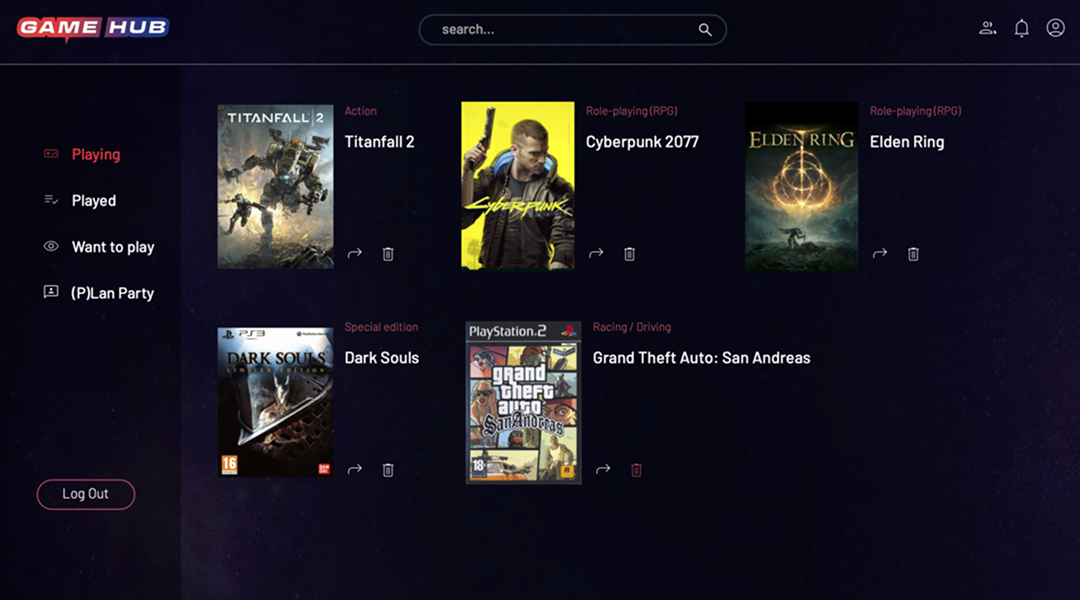 GAME HUB
search...
Playing
Played
Want to play
(P)Lan Party
Log Out
TITANFALL 2
Action
Titanfall 2
CYBERPUNK
Role-playing (RPG)
Cyberpunk 2077
ELDEN RING
Role-playing (RPG)
Elden Ring
PS3
DARK SOULS
LIMITED EDITION
16
Special edition
Dark Souls
PlayStation.2
grand
theft
auto
San Andreas
18
R
Racing / Driving
Grand Theft Auto: San Andreas